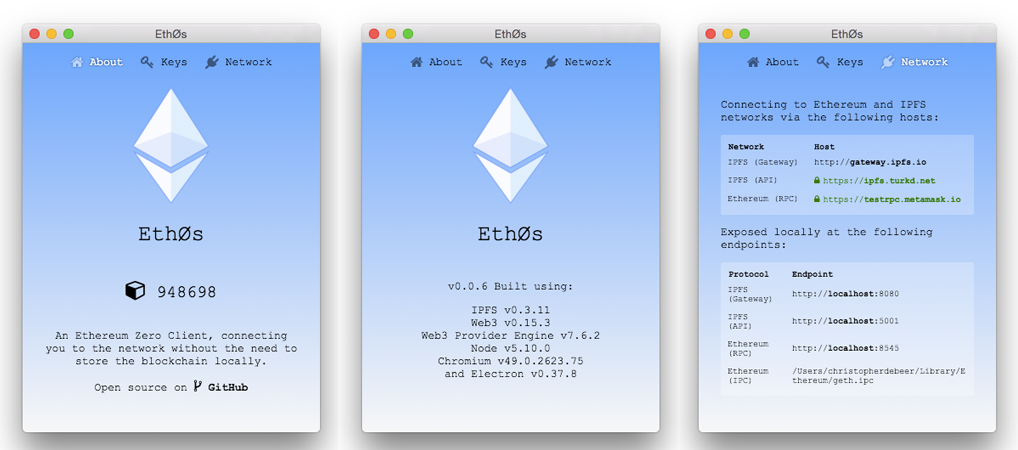 EthØs
About Keys Network
EthØs
948698
An Ethereum Zero Client, connecting
you to the network without the need to
store the blockchain locally.
Open source on GitHub
EthØs
About Keys Network
EthØs
v0.0.6 Built using:
IPFS v0.3.11
Web3 v0.15.3
Web3 Provider Engine v7.6.2
Node v5.10.0
Chromium v49.0.2623.75
and Electron v0.37.8
EthØs
About Keys Network
Connecting to Ethereum and IPFS
networks via the following hosts:
Network Host
IPFS (Gateway) http://gateway.ipfs.io
IPFS (API) https://ipfs.turkd.net
Ethereum (RPC) https://testrpc.metamask.io
Exposed locally at the following
endpoints:
Protocol Endpoint
IPFS
(Gateway) http://localhost:8080
IPFS
(API) http://localhost:5001
Ethereum
(RPC) http://localhost:8545
Ethereum /Users/christopherdebeer/Library/E
(IPC) thereum/geth.ipc